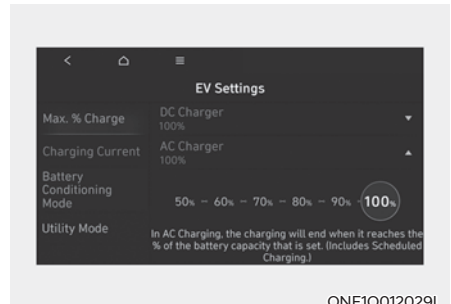 EV Settings
Max. % Charge
DC Charger
100%
Charging Current
AC Charger
100%
Battery
Conditioning
Mode
50% – 60% – 70% – 80% – 90% – 100%
Utility Mode
In AC Charging, the charging will end when it reaches the
% of the battery capacity that is set. (Includes Scheduled
Charging.)